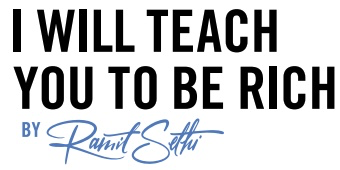 I WILL TEACH
YOU TO BE RICH
BY Ramit Sethi